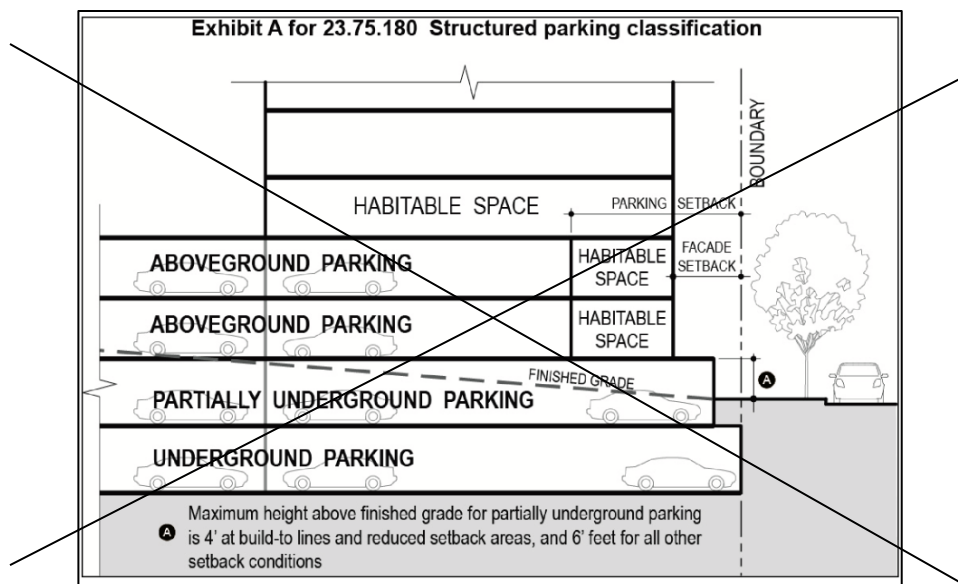 Exhibit A for 23.75.180 Structured parking classification
BOUNDARY
HABITABLE SPACE
PARKING SETBACK
ABOVEGROUND PARKING
HABITABLE
SPACE
FACADE
SETBACK
ABOVEGROUND PARKING
HABITABLE
SPACE
FINISHED GRADE
A
PARTIALLY UNDERGROUND PARKING
UNDERGROUND PARKING
A
Maximum height above finished grade for partially underground parking
is 4' at build-to lines and reduced setback areas, and 6' feet for all other
setback conditions